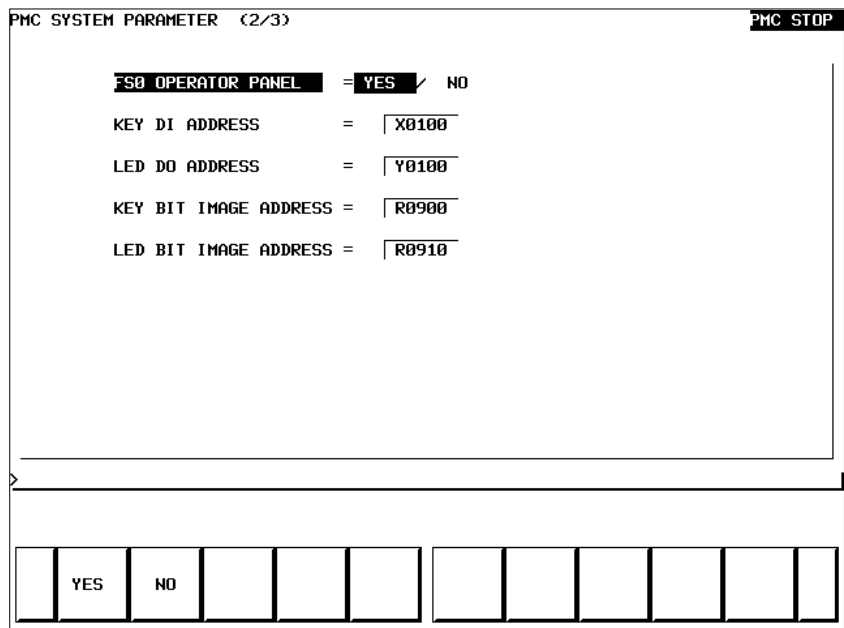 PMC SYSTEM PARAMETER (2/3) PMC STOP
FS0 OPERATOR PANEL = YES / NO
KEY DI ADDRESS = X0100
LED DO ADDRESS = Y0100
KEY BIT IMAGE ADDRESS = R0900
LED BIT IMAGE ADDRESS = R0910
>
YES NO